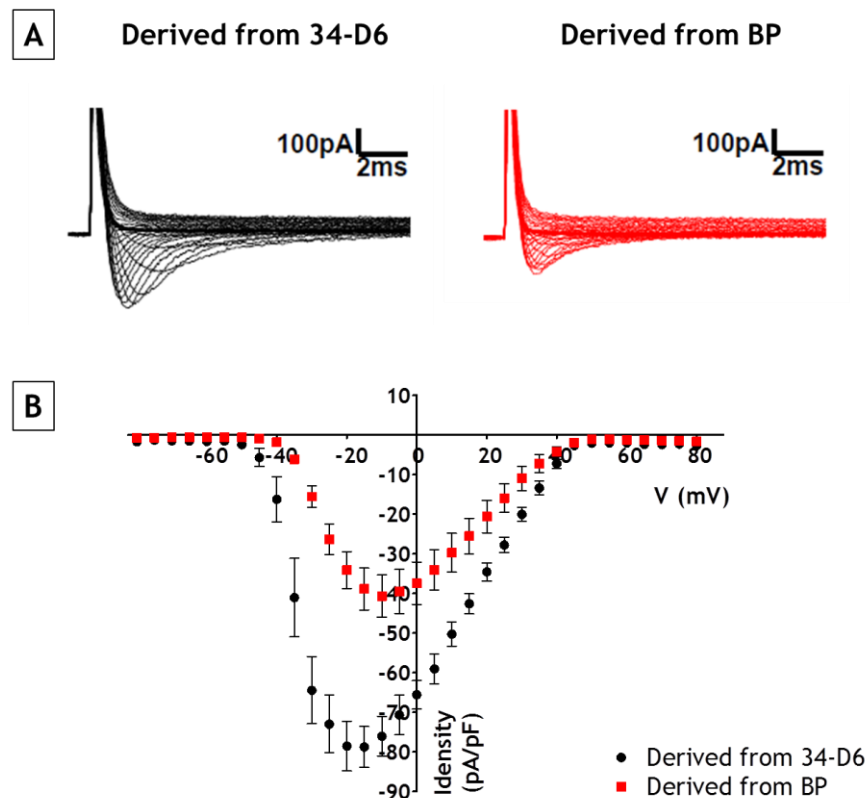 A
Derived from 34-D6
Derived from BP
100pA
2ms
100pA
2ms
B
10
-60
-40
-20
0
20
40
60
80
V (mV)
-10
-20
-30
-40
-50
-60
-70
-80
-90
Idensity
(pA/pF)
Derived from 34-D6
Derived from BP